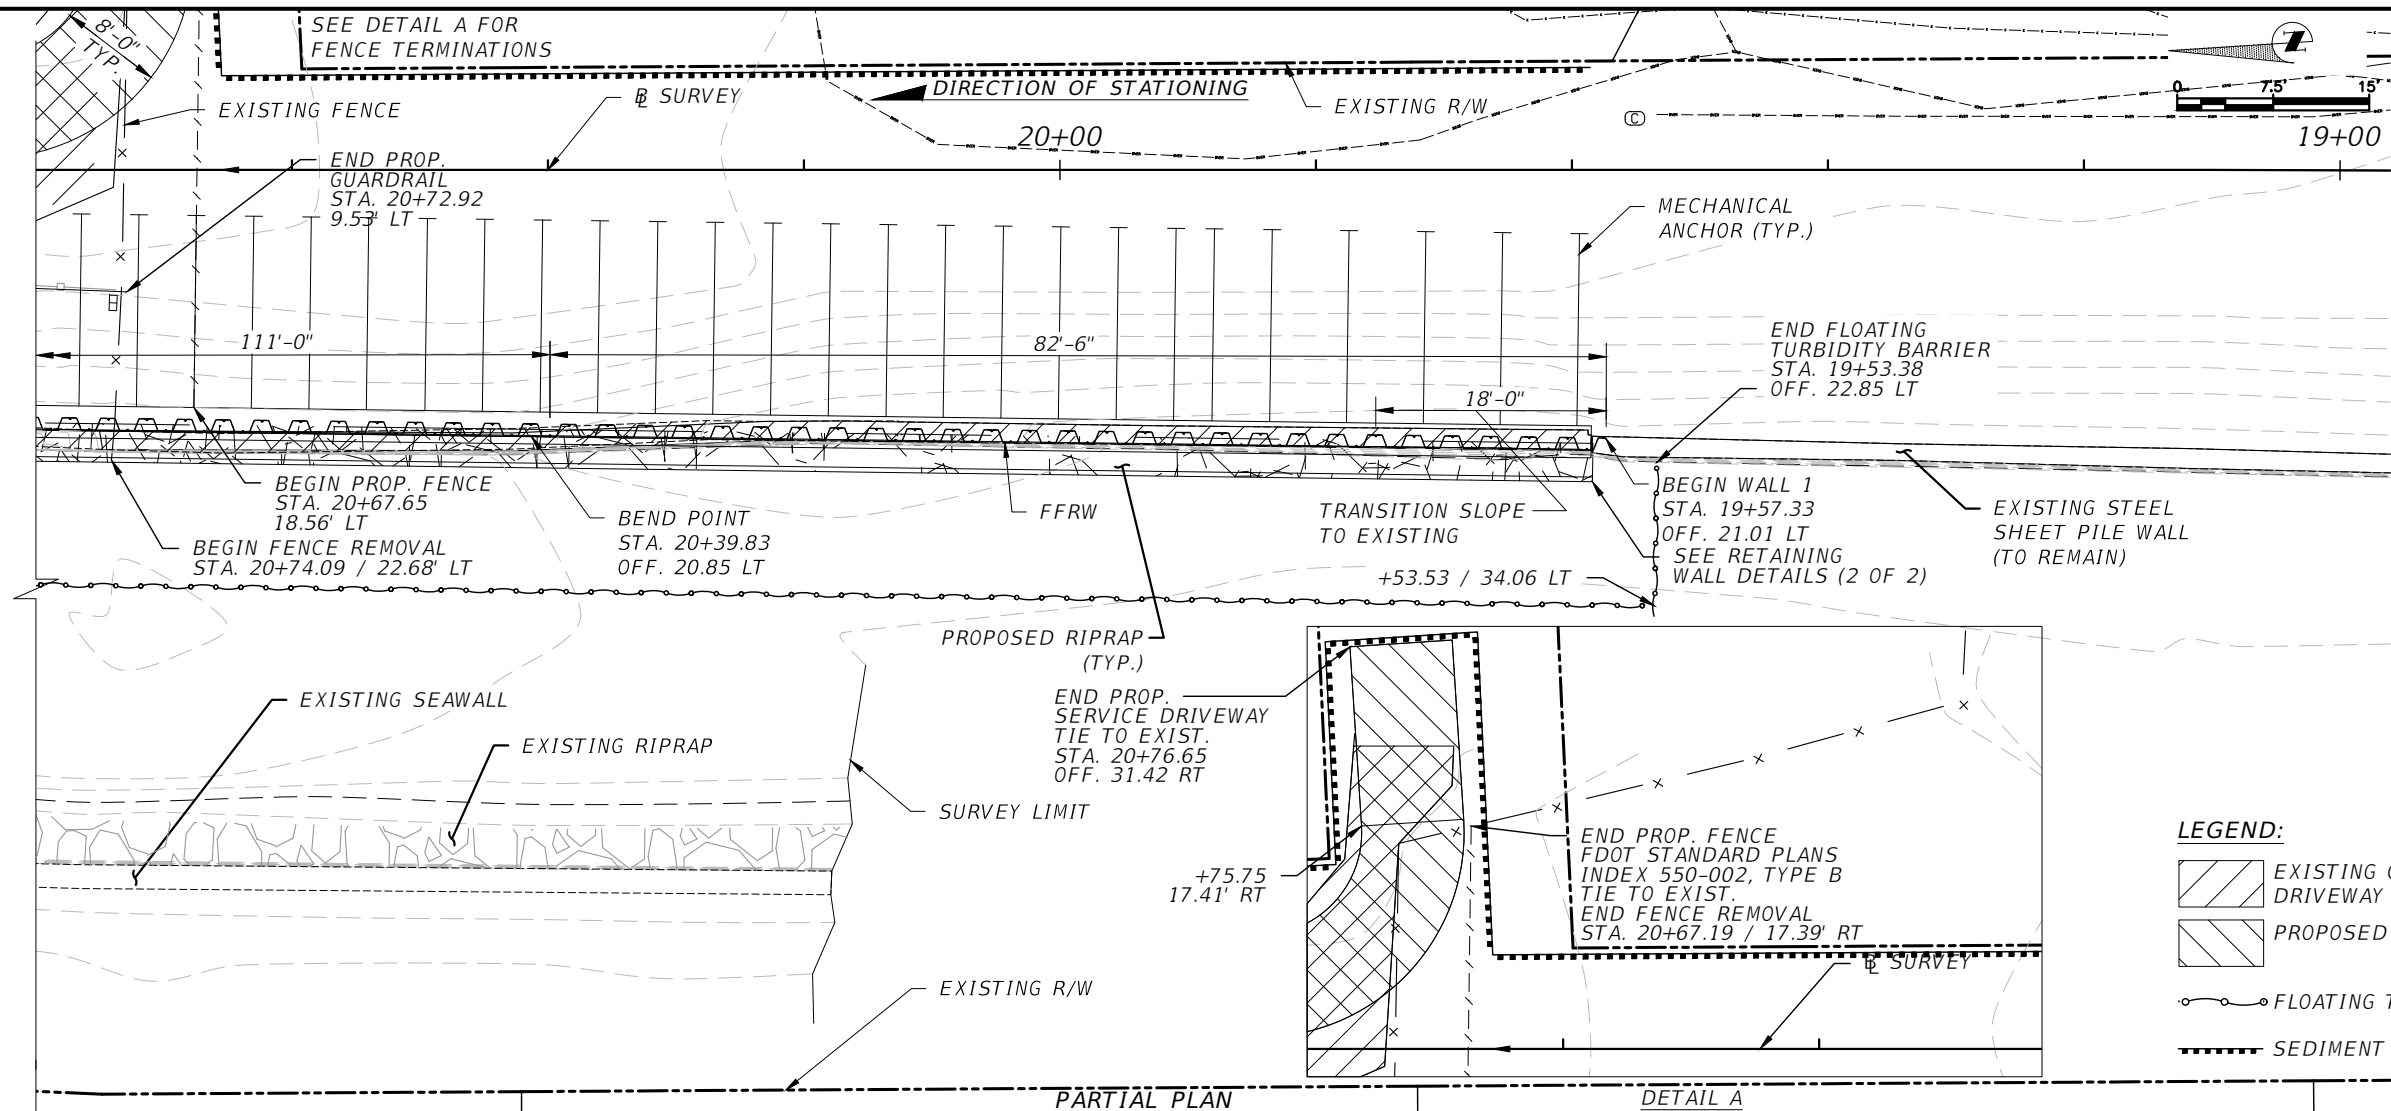 SEE DETAIL A FOR
FENCE TERMINATIONS
8'-0"
TYP.
EXISTING FENCE
BL SURVEY
DIRECTION OF STATIONING
EXISTING R/W
20+00
C
0 7.5' 15'
19+00
END PROP.
GUARDRAIL
STA. 20+72.92
9.53' LT
MECHANICAL
ANCHOR (TYP.)
111'-0"
82'-6"
18'-0"
END FLOATING
TURBIDITY BARRIER
STA. 19+53.38
OFF. 22.85 LT
BEGIN PROP. FENCE
STA. 20+67.65
18.56' LT
BEGIN FENCE REMOVAL
STA. 20+74.09 / 22.68' LT
BEND POINT
STA. 20+39.83
OFF. 20.85 LT
FFRW
TRANSITION SLOPE
TO EXISTING
BEGIN WALL 1
STA. 19+57.33
OFF. 21.01 LT
SEE RETAINING
WALL DETAILS (2 OF 2)
EXISTING STEEL
SHEET PILE WALL
(TO REMAIN)
+53.53 / 34.06 LT
PROPOSED RIPRAP
(TYP.)
EXISTING SEAWALL
EXISTING RIPRAP
SURVEY LIMIT
EXISTING R/W
END PROP.
SERVICE DRIVEWAY
TIE TO EXIST.
STA. 20+76.65
OFF. 31.42 RT
+75.75
17.41' RT
END PROP. FENCE
FDOT STANDARD PLANS
INDEX 550-002, TYPE B
TIE TO EXIST.
END FENCE REMOVAL
STA. 20+67.19 / 17.39' RT
BL SURVEY
LEGEND:
EXISTING
DRIVEWAY
PROPOSED
FLOATING
SEDIMENT
PARTIAL PLAN
DETAIL A